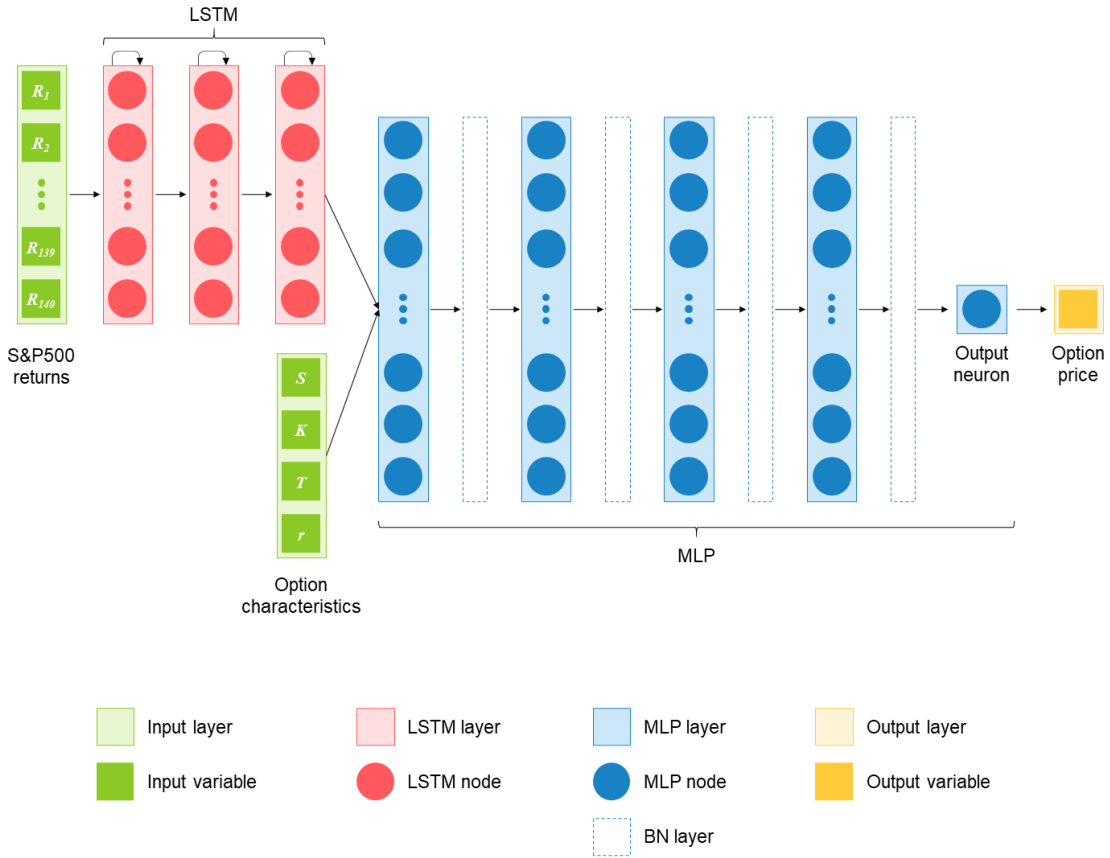 LSTM
R1
R2
R139
R140
S&P500
returns
S
K
T
r
Option
characteristics
MLP
Output
neuron
Option
price
Input layer
LSTM layer
MLP layer
Output layer
Input variable
LSTM node
MLP node
Output variable
BN layer